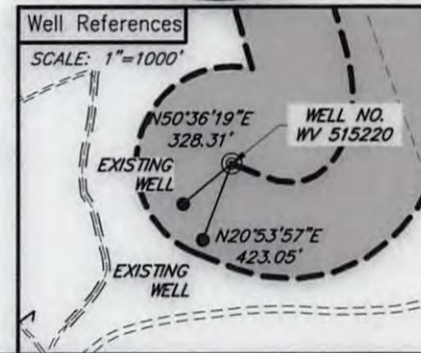 Well References
SCALE: 1"=1000'
N50°36'19"E
328.31'
WELL NO.
WV 515220
EXISTING
WELL
N20°53'57"E
423.05'
EXISTING
WELL